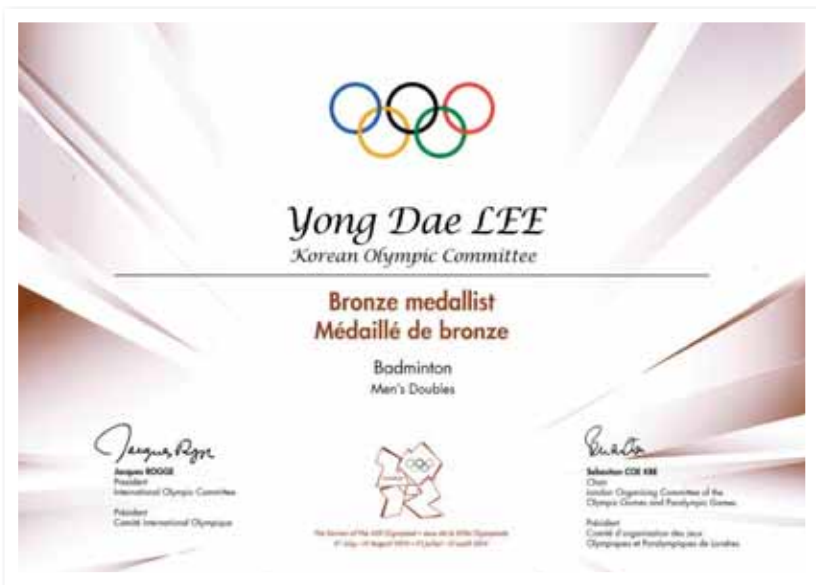 Yong Dae LEE
Korean Olympic Committee
Bronze medallist
Médaillé de bronze
Badminton
Men's Doubles
Jacques ROGGE
President
International Olympic Committee
Président
Comité International Olympique
Sebastian COE KBE
Chair
London Organising Committee of the
Olympic Games and Paralympic Games
Président
Comité d'organisation des Jeux
Olympiques et Paralympiques de Londres